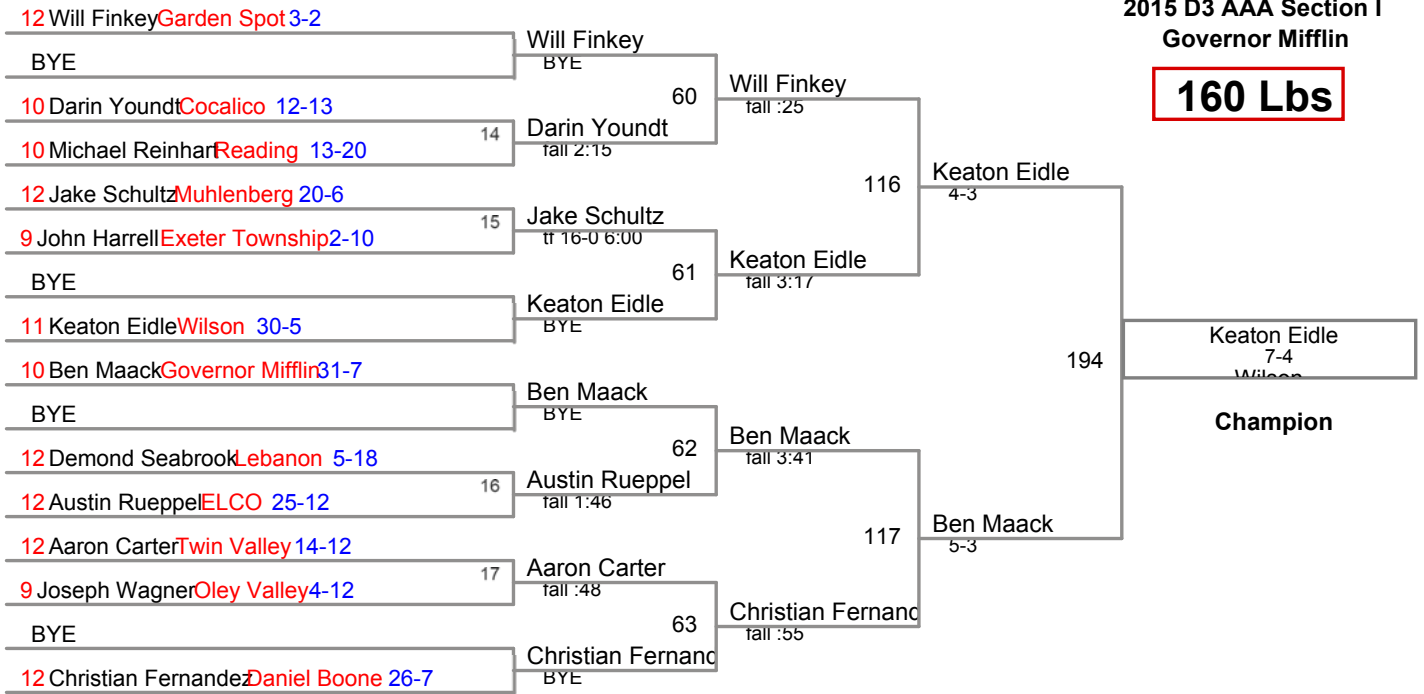 2015 D3 AAA Section I
Governor Mifflin
160 Lbs
12 Will Finkey Garden Spot 3-2
BYE
10 Darin Youndt Cocalico 12-13
10 Michael Reinhart Reading 13-20
12 Jake Schultz Muhlenberg 20-6
9 John Harrell Exeter Township 2-10
BYE
11 Keaton Eidle Wilson 30-5
10 Ben Maack Governor Mifflin 31-7
BYE
12 Demond Seabrook Lebanon 5-18
12 Austin Rueppel ELCO 25-12
12 Aaron Carter Twin Valley 14-12
9 Joseph Wagner Oley Valley 4-12
BYE
12 Christian Fernandez Daniel Boone 26-7
14
15
16
17
Will Finkey
BYE
Darin Youndt
fall 2:15
Jake Schultz
tf 16-0 6:00
Keaton Eidle
BYE
Ben Maack
BYE
Austin Rueppel
fall 1:46
Aaron Carter
fall :48
Christian Fernand
BYE
60
61
62
63
Will Finkey
fall :25
Keaton Eidle
fall 3:17
Ben Maack
fall 3:41
Christian Fernand
fall :55
116
117
Keaton Eidle
4-3
Ben Maack
5-3
194
Keaton Eidle
7-4
Wilson
Champion